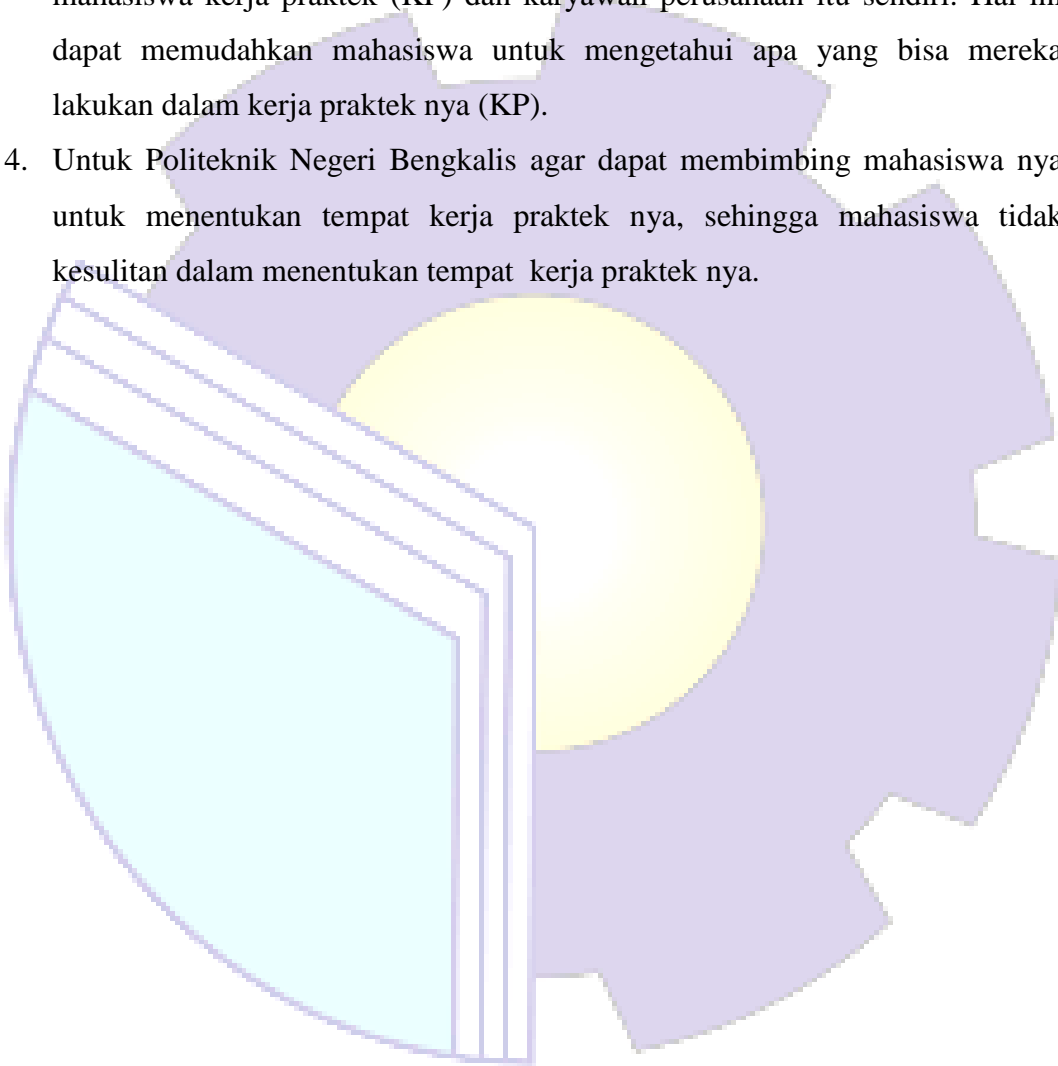 mahasiswa kerja praktek (KP) dan karyawan perusahaan itu sendiri. Hal ini
dapat memudahkan mahasiswa untuk mengetahui apa yang bisa mereka
lakukan dalam kerja praktek nya (KP).
4. Untuk Politeknik Negeri Bengkalis agar dapat membimbing mahasiswa nya
untuk menentukan tempat kerja praktek nya, sehingga mahasiswa tidak
kesulitan dalam menentukan tempat kerja praktek nya.